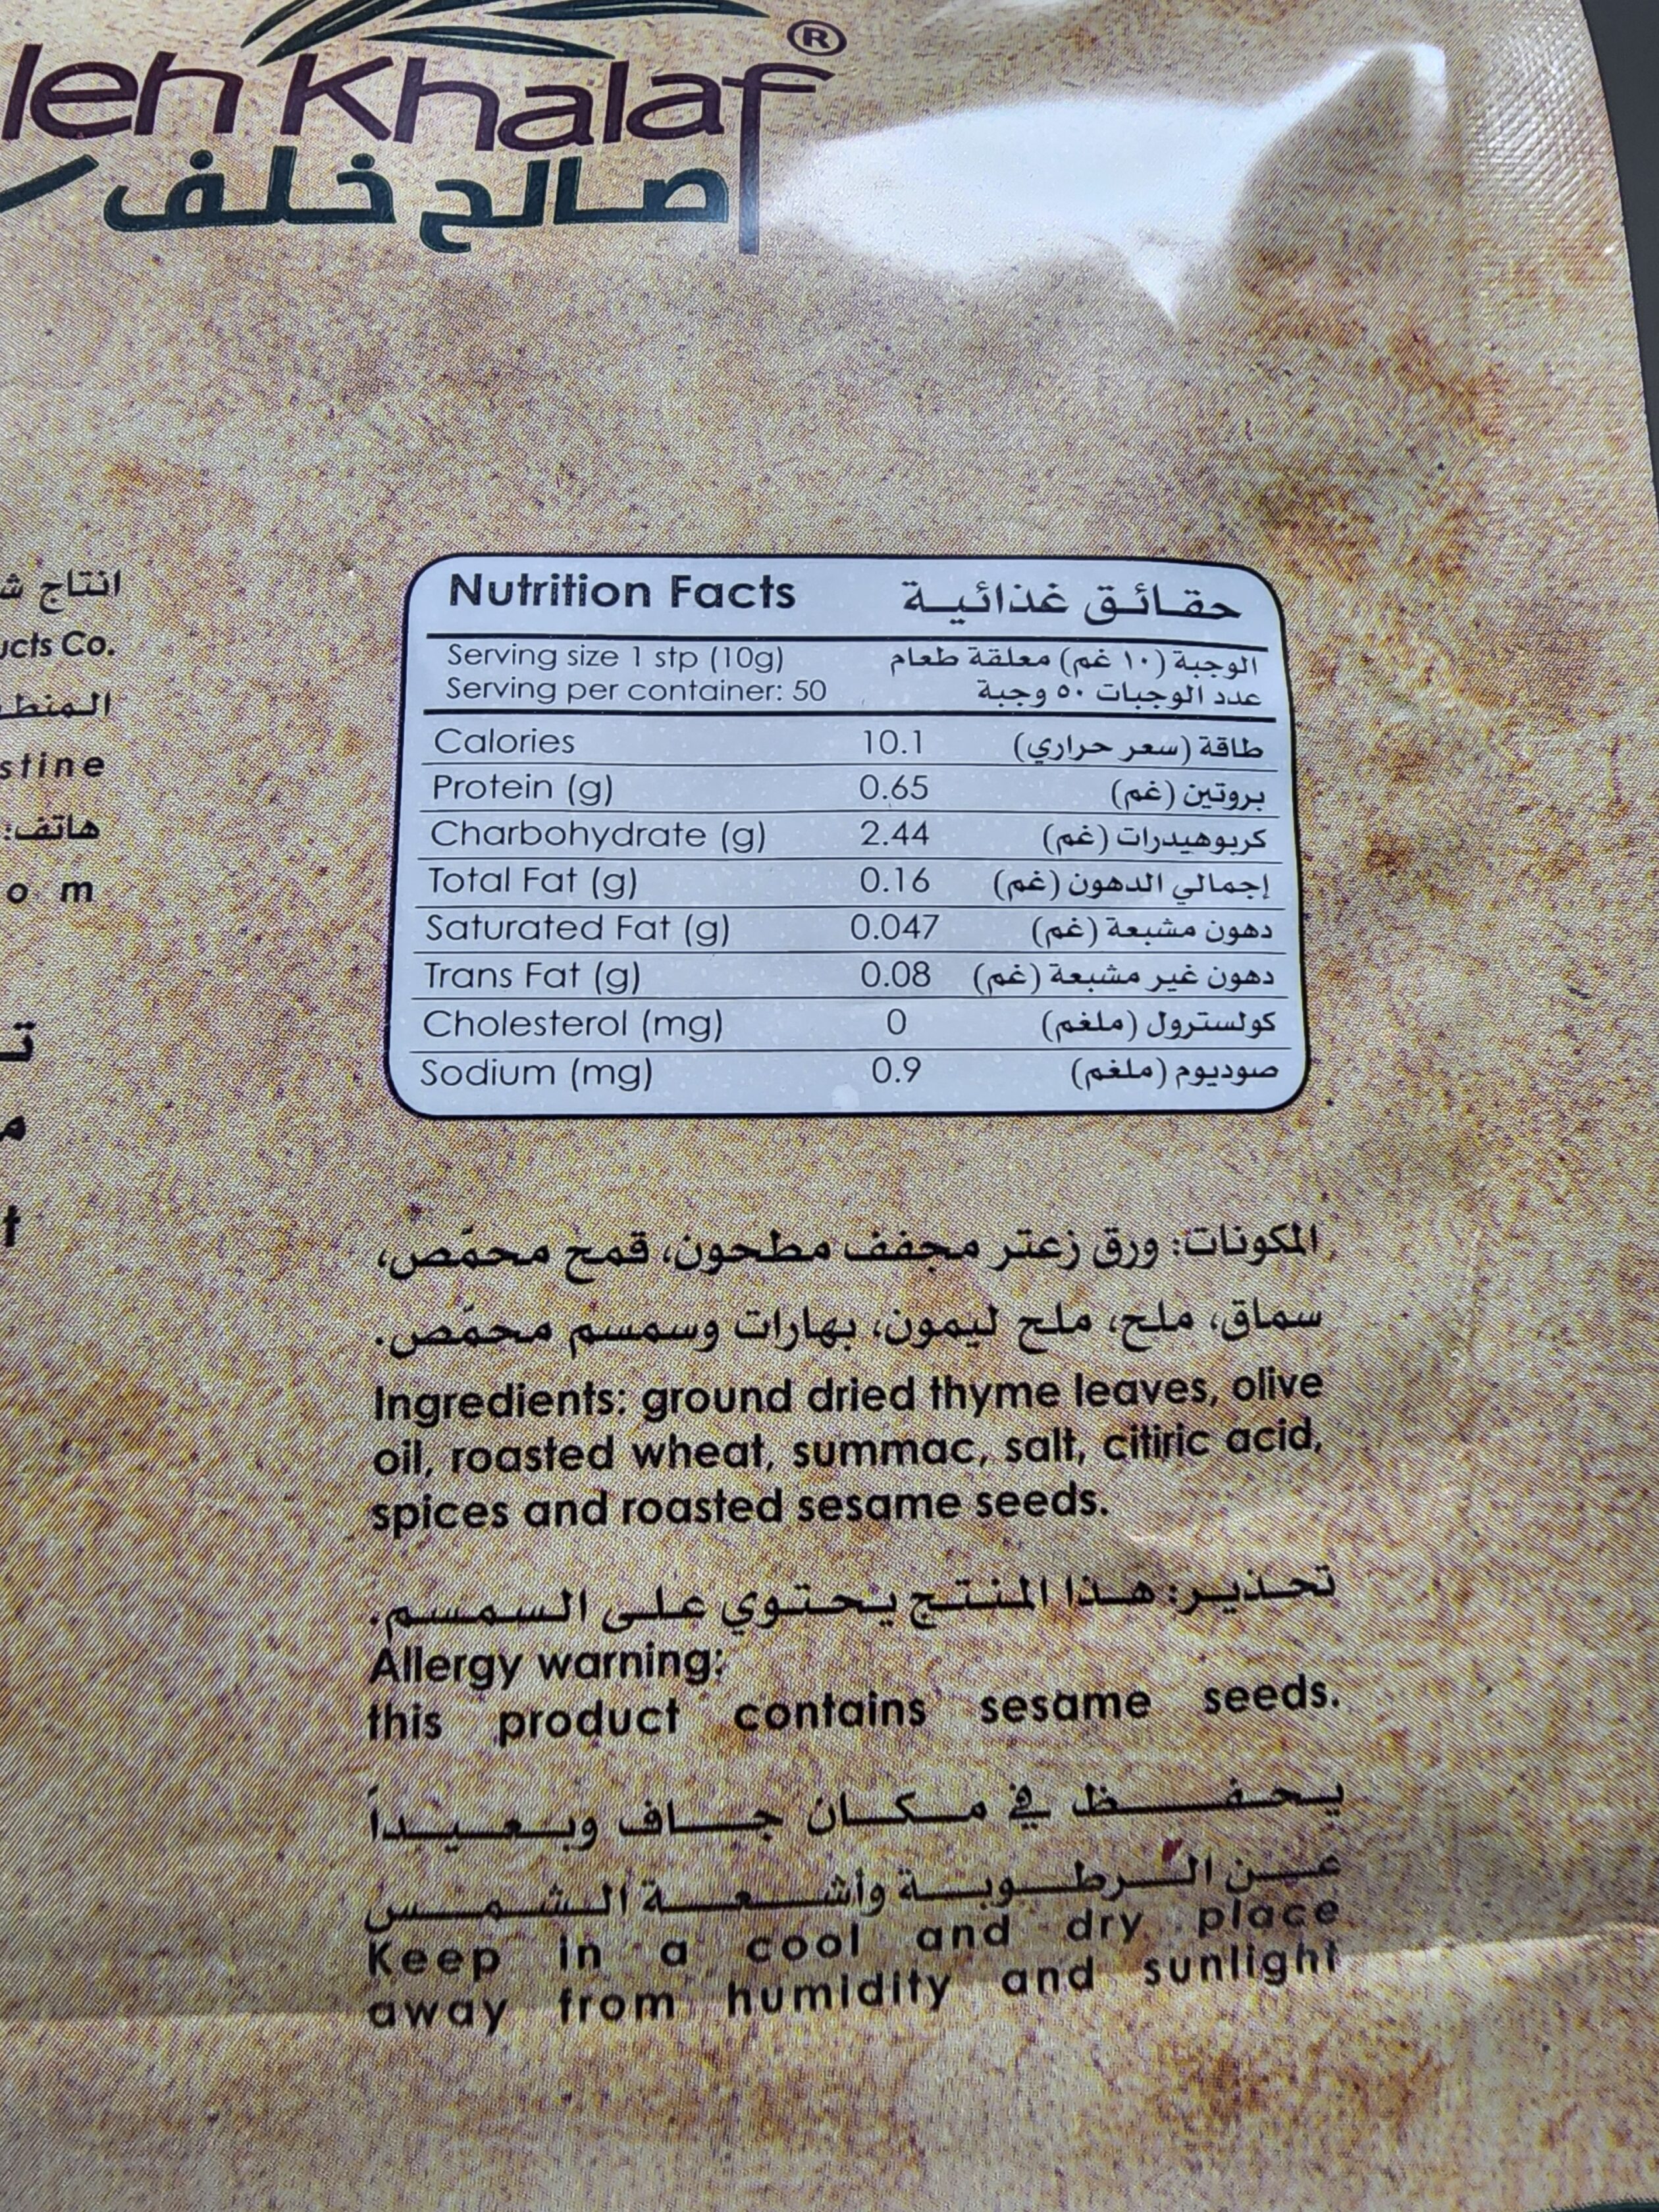 Khalaf®
صالح خلف
انتاج
Co.
هاتف:
Nutrition Facts حقائق غذائية
Serving size 1 stp (10g) الوجبة (١٠ غم) معلقة طعام
Serving per container: 50 عدد الوجبات ٥٠ وجبة
Calories 10.1 طاقة (سعر حراري)
Protein (g) 0.65 بروتين (غم)
Charbohydrate (g) 2.44 كربوهيدرات (غم)
Total Fat (g) 0.16 إجمالي الدهون (غم)
Saturated Fat (g) 0.047 دهون مشبعة (غم)
Trans Fat (g) 0.08 دهون غير مشبعة (غم)
Cholesterol (mg) 0 كولسترول (ملغم)
Sodium (mg) 0.9 صوديوم (ملغم)
المكونات: ورق زعتر مجفف مطحون، قمح محمّص،
سماق، ملح، ملح ليمون، بهارات وسمسم محمّص.
Ingredients: ground dried thyme leaves, olive
oil, roasted wheat, summac, salt, citiric acid,
spices and roasted sesame seeds.
تحذير: هذا المنتج يحتوي على السمسم.
Allergy warning:
this product contains sesame seeds.
يحفظ في مكان جاف وبعيداً
عن الرطوبة وأشعة الشمس
Keep in a cool and dry place
away from humidity and sunlight